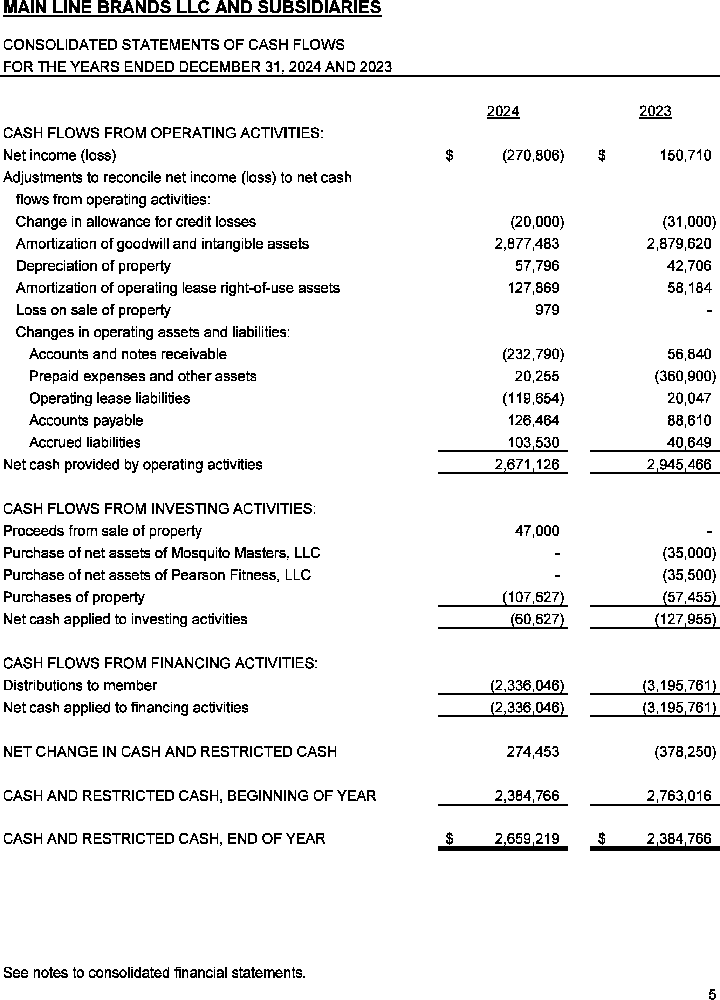 MAIN LINE BRANDS LLC AND SUBSIDIARIES
CONSOLIDATED STATEMENTS OF CASH FLOWS
FOR THE YEARS ENDED DECEMBER 31, 2024 AND 2023
2024 2023
CASH FLOWS FROM OPERATING ACTIVITIES:
Net income (loss) $ (270,806) $ 150,710
Adjustments to reconcile net income (loss) to net cash
flows from operating activities:
Change in allowance for credit losses (20,000) (31,000)
Amortization of goodwill and intangible assets 2,877,483 2,879,620
Depreciation of property 57,796 42,706
Amortization of operating lease right-of-use assets 127,869 58,184
Loss on sale of property 979 -
Changes in operating assets and liabilities:
Accounts and notes receivable (232,790) 56,840
Prepaid expenses and other assets 20,255 (360,900)
Operating lease liabilities (119,654) 20,047
Accounts payable 126,464 88,610
Accrued liabilities 103,530 40,649
Net cash provided by operating activities 2,671,126 2,945,466
CASH FLOWS FROM INVESTING ACTIVITIES:
Proceeds from sale of property 47,000 -
Purchase of net assets of Mosquito Masters, LLC - (35,000)
Purchase of net assets of Pearson Fitness, LLC - (35,500)
Purchases of property (107,627) (57,455)
Net cash applied to investing activities (60,627) (127,955)
CASH FLOWS FROM FINANCING ACTIVITIES:
Distributions to member (2,336,046) (3,195,761)
Net cash applied to financing activities (2,336,046) (3,195,761)
NET CHANGE IN CASH AND RESTRICTED CASH 274,453 (378,250)
CASH AND RESTRICTED CASH, BEGINNING OF YEAR 2,384,766 2,763,016
CASH AND RESTRICTED CASH, END OF YEAR $ 2,659,219 $ 2,384,766
See notes to consolidated financial statements.
5